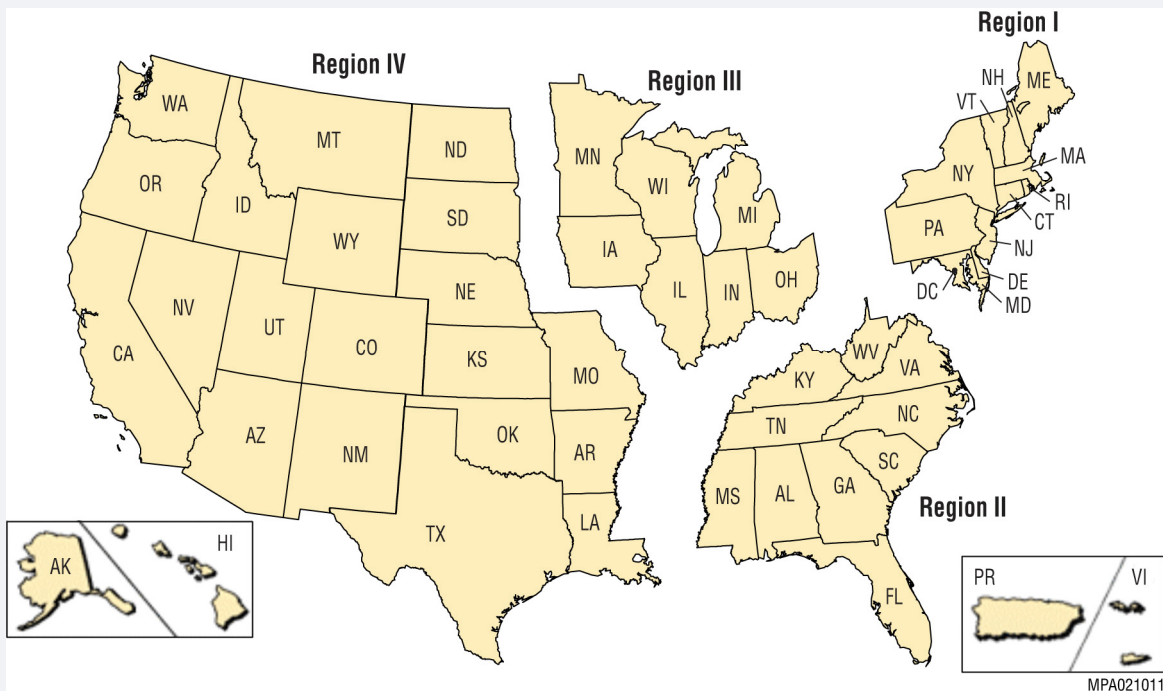 Region I
Region IV
Region III
NH
ME
VT
WA
MT
ND
MN
MA
OR
ID
WI
NY
MI
RI
SD
CT
WY
PA
IA
NJ
OH
NE
IL
IN
DE
DC
NV
MD
UT
CA
CO
KS
WV
VA
MO
KY
NC
TN
AZ
OK
NM
AR
SC
MS
AL
GA
Region II
LA
TX
HI
AK
PR
VI
FL
MPA021011